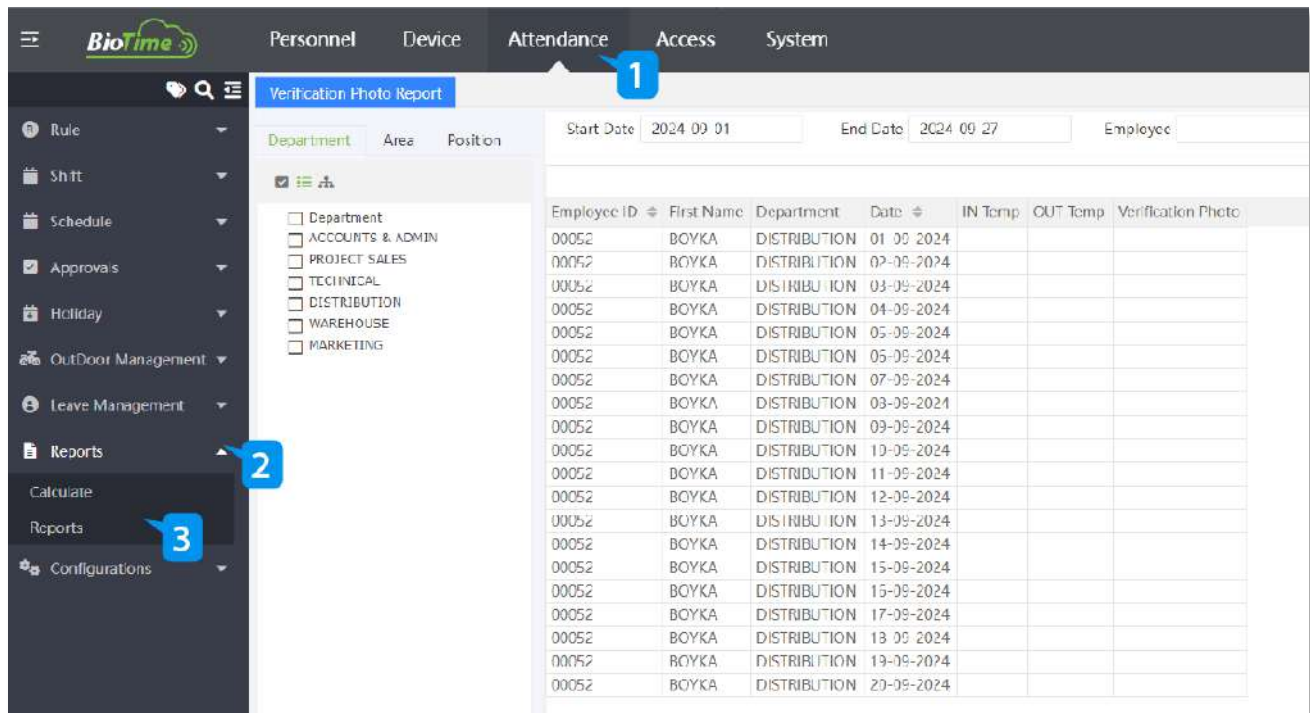 BioTime Personnel Device Attendance Access System
1
Verification Photo Report
Rule
Shift
Schedule
Approvals
Holiday
OutDoor Management
Leave Management
Reports
2
Calculate
Reports
3
Configurations
Department Area Position
Department
ACCOUNTS & ADMIN
PROJECT SALES
TECHNICAL
DISTRIBUTION
WAREHOUSE
MARKETING
Start Date 2024-09-01 End Date 2024-09-27 Employee
Employee ID First Name Department Date IN Temp OUT Temp Verification Photo
00052 BOYKA DISTRIBUTION 01-09-2024
00052 BOYKA DISTRIBUTION 02-09-2024
00052 BOYKA DISTRIBUTION 03-09-2024
00052 BOYKA DISTRIBUTION 04-09-2024
00052 BOYKA DISTRIBUTION 05-09-2024
00052 BOYKA DISTRIBUTION 06-09-2024
00052 BOYKA DISTRIBUTION 07-09-2024
00052 BOYKA DISTRIBUTION 08-09-2024
00052 BOYKA DISTRIBUTION 09-09-2024
00052 BOYKA DISTRIBUTION 10-09-2024
00052 BOYKA DISTRIBUTION 11-09-2024
00052 BOYKA DISTRIBUTION 12-09-2024
00052 BOYKA DISTRIBUTION 13-09-2024
00052 BOYKA DISTRIBUTION 14-09-2024
00052 BOYKA DISTRIBUTION 15-09-2024
00052 BOYKA DISTRIBUTION 16-09-2024
00052 BOYKA DISTRIBUTION 17-09-2024
00052 BOYKA DISTRIBUTION 18-09-2024
00052 BOYKA DISTRIBUTION 19-09-2024
00052 BOYKA DISTRIBUTION 20-09-2024